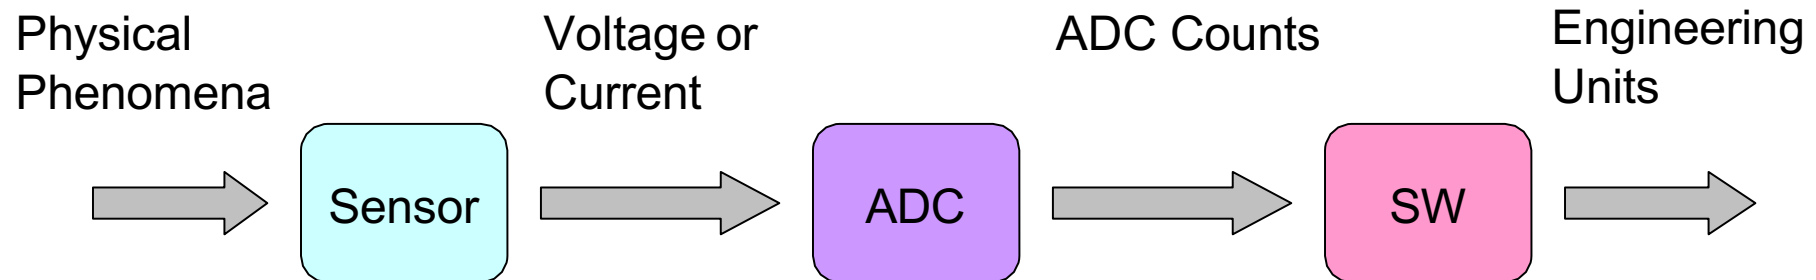 Physical
Phenomena
Voltage or
Current
ADC Counts
Engineering
Units
Sensor
ADC
SW